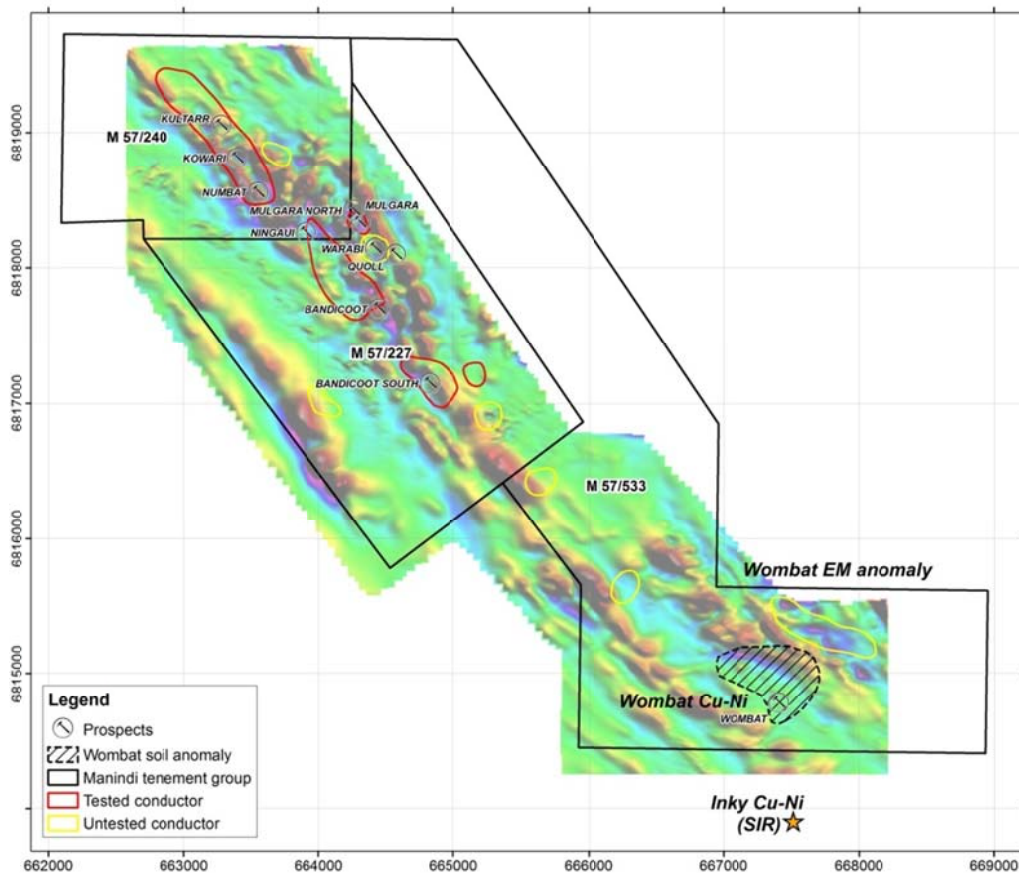 6819000
6818000
6817000
6816000
6815000
KULTARR
M 57/240
KOWARI
NUMBAT
MULGARA NORTH
MULGARA
NINGAUI
WARABI
QUOLL
BANDICOOT
M 57/227
BANDICOOT SOUTH
M 57/533
Wombat EM anomaly
Wombat Cu-Ni
WOMBAT
Inky Cu-Ni
(SIR)
Legend
Prospects
Wombat soil anomaly
Manindi tenement group
Tested conductor
Untested conductor
662000
663000
664000
665000
666000
667000
668000
669000